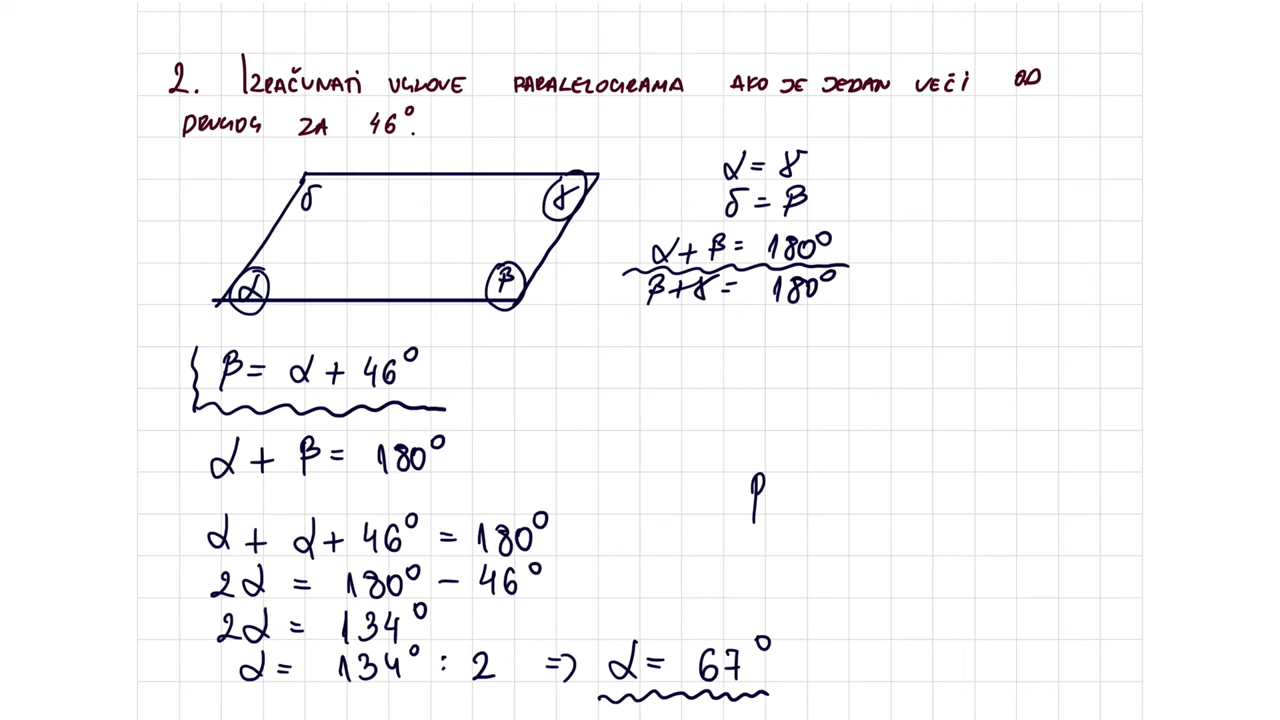 2. IZRAČUNATI UGLOVE PARALELOGRAMA AKO JE JEDAN VEĆI OD
DRUGOG ZA 46°.
δ γ
α β
α = γ
δ = β
α + β = 180°
β + γ = 180°
β = α + 46°
α + β = 180°
α + α + 46° = 180°
2α = 180° - 46°
2α = 134°
α = 134° : 2 => α = 67°
β